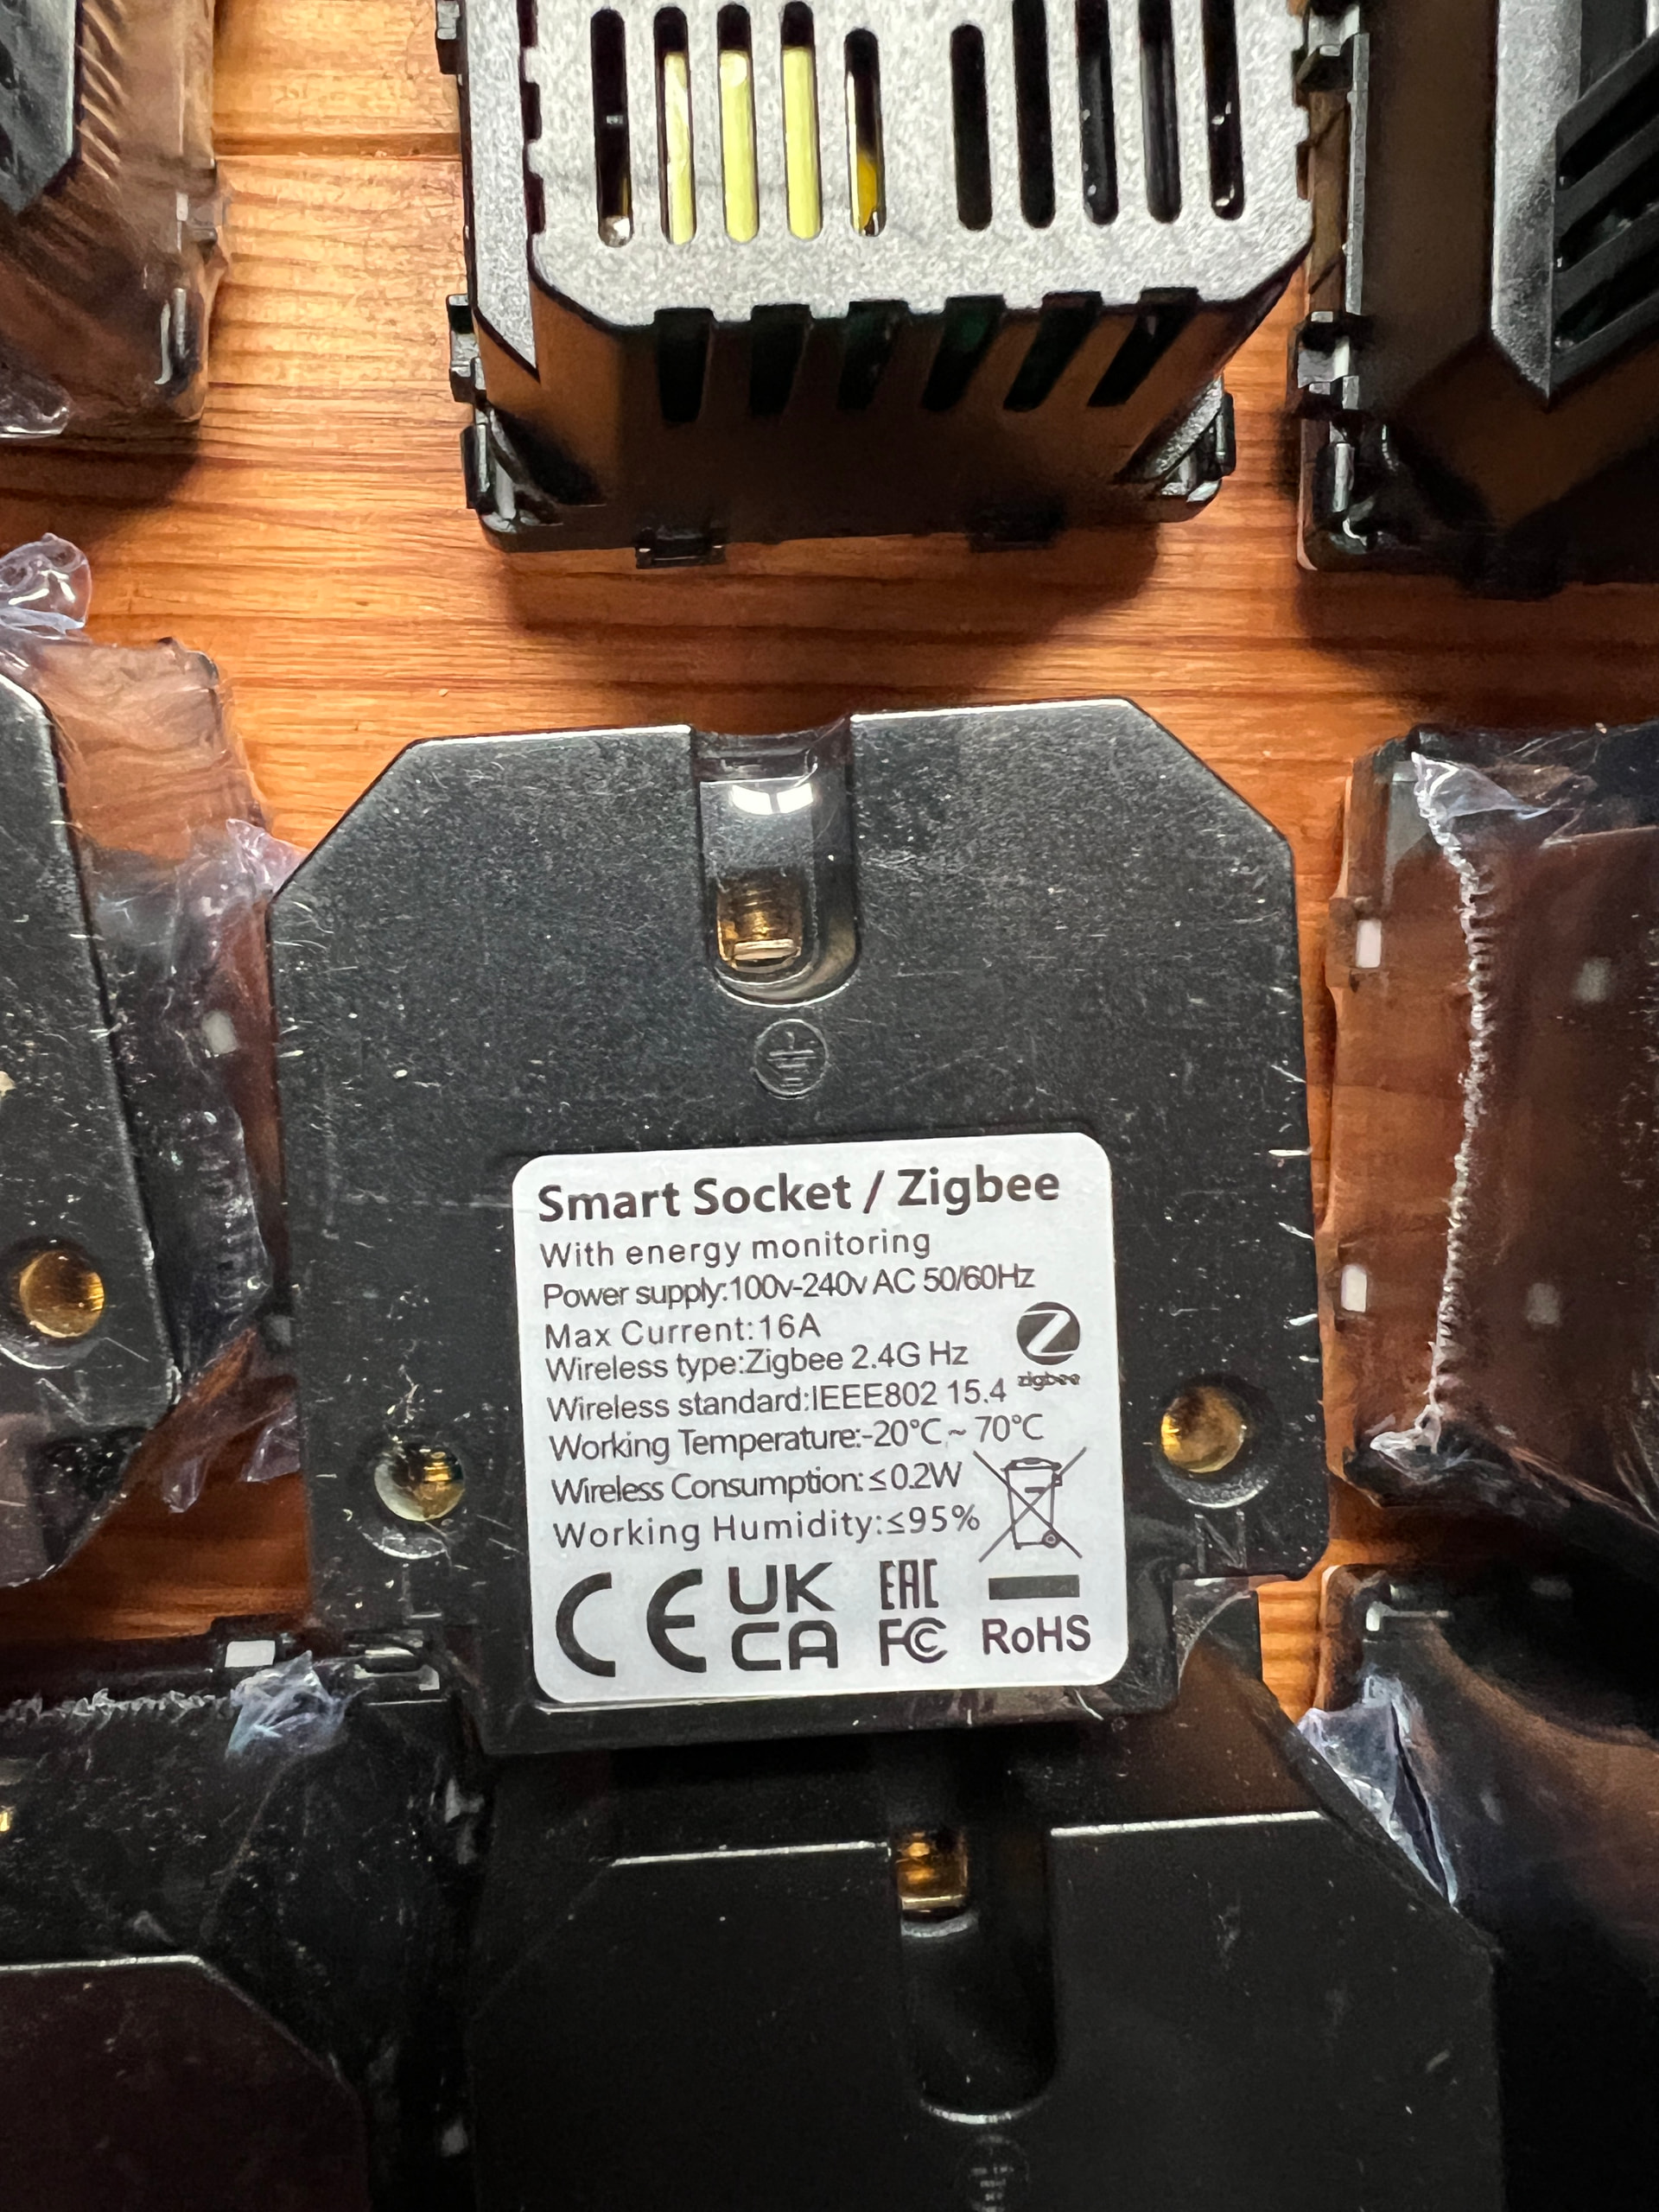 Smart Socket / Zigbee
With energy monitoring
Power supply:100v-240v AC 50/60Hz
Max Current:16A
Wireless type:Zigbee 2.4G Hz
Wireless standard:IEEE802 15.4
zigbee
Working Temperature:-20°C~ 70°C
Wireless Consumption:≤0.2W
Working Humidity:≤95%
CE
UK
CA
EAC
FC
RoHS
N